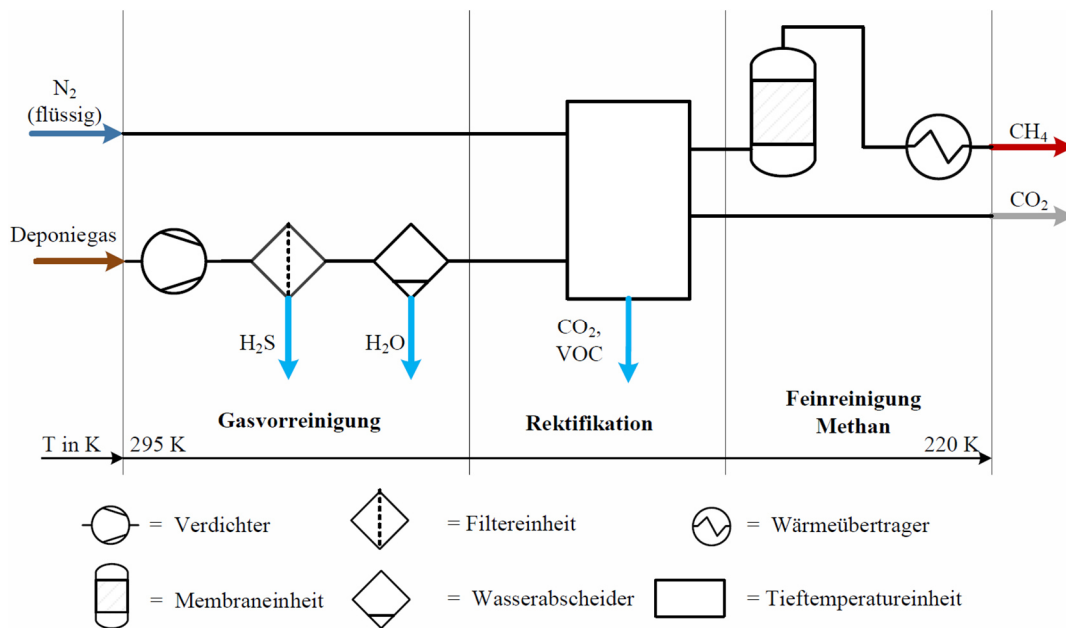 N₂
(flüssig)
CH₄
CO₂
Deponiegas
H₂S
H₂O
CO₂,
VOC
Gasvorreinigung
Rektifikation
Feinreinigung
Methan
T in K
295 K
220 K
= Verdichter
= Filtereinheit
= Wärmeübertrager
= Membraneinheit
= Wasserabscheider
= Tieftemperatureinheit